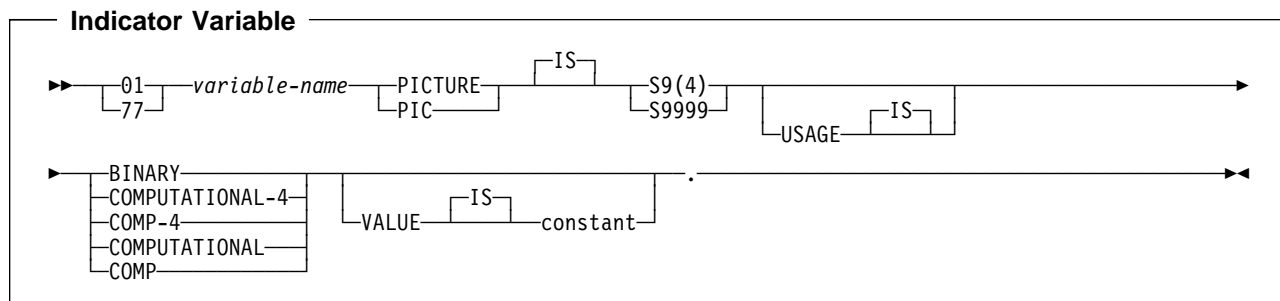 Indicator Variable
IS
01 variable-name PICTURE S9(4)
77 PIC S9999 IS
USAGE
BINARY
COMPUTATIONAL-4 IS
COMP-4 VALUE constant .
COMPUTATIONAL
COMP